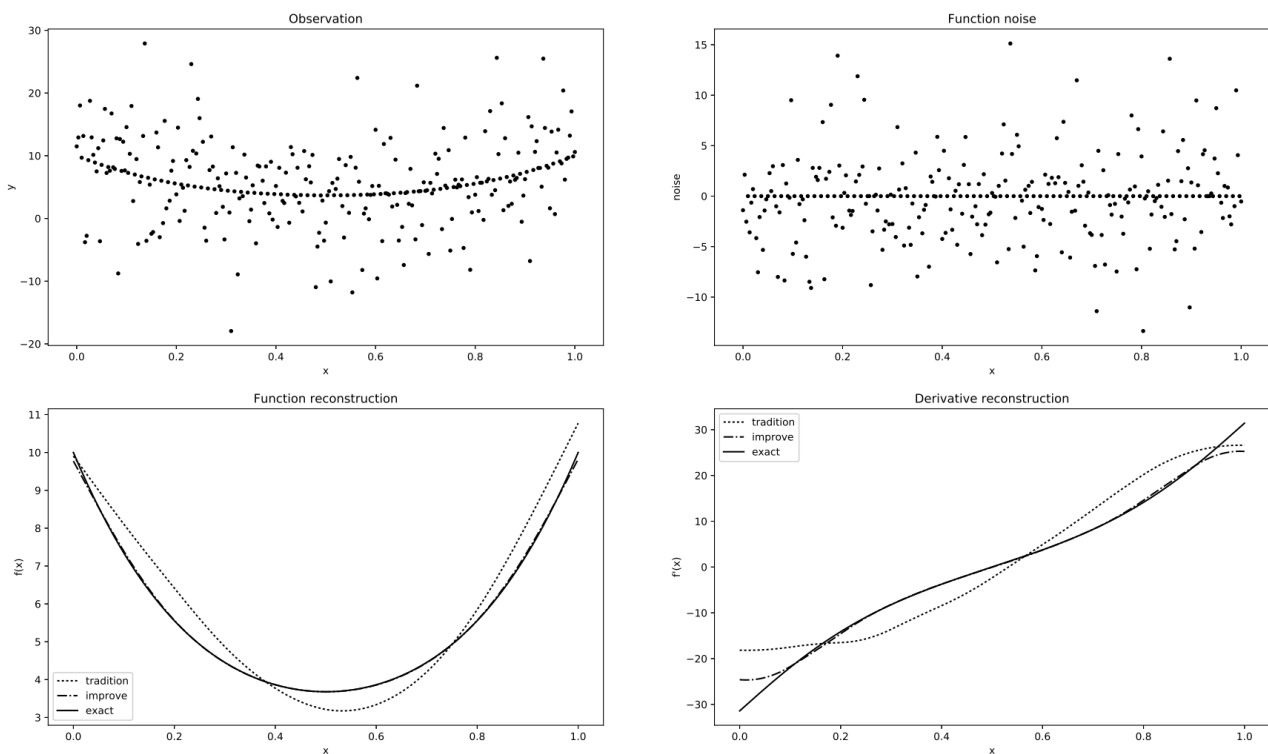 Observation
30
20
10
0
−10
−20
y
0.0 0.2 0.4 0.6 0.8 1.0
x
Function noise
15
10
5
0
−5
−10
noise
0.0 0.2 0.4 0.6 0.8 1.0
x
Function reconstruction
11
10
9
8
7
6
5
4
3
f(x)
tradition
improve
exact
0.0 0.2 0.4 0.6 0.8 1.0
x
Derivative reconstruction
tradition
improve
exact
30
20
10
0
−10
−20
−30
f'(x)
0.0 0.2 0.4 0.6 0.8 1.0
x